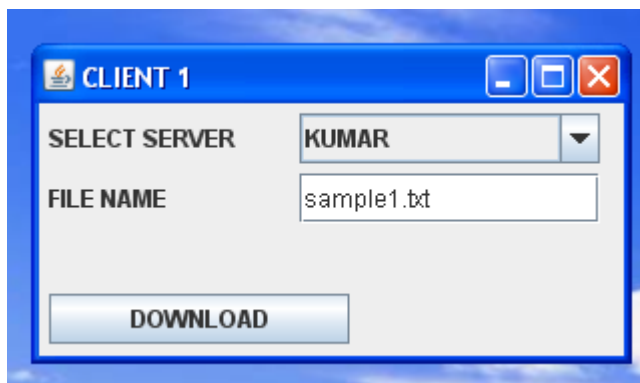 CLIENT 1
SELECT SERVER KUMAR
FILE NAME sample1.txt
DOWNLOAD